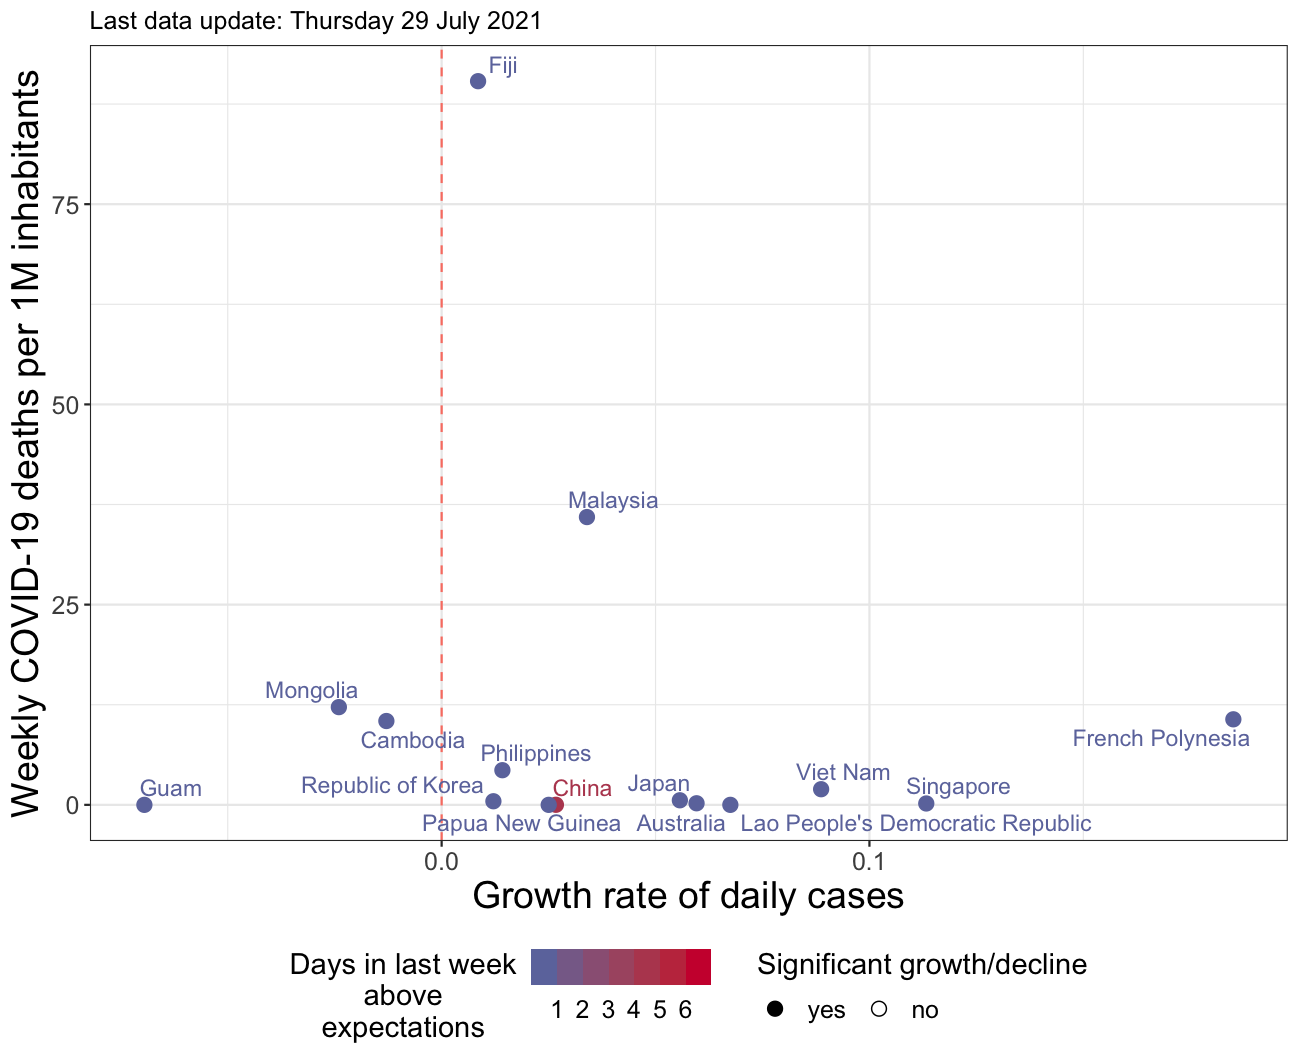 Last data update: Thursday 29 July 2021
Weekly COVID-19 deaths per 1M inhabitants
75
50
25
0
Fiji
Malaysia
Mongolia
Cambodia
French Polynesia
Philippines
Viet Nam
Guam
Republic of Korea
China
Japan
Singapore
Papua New Guinea
Australia
Lao People's Democratic Republic
0.0
0.1
Growth rate of daily cases
Days in last week
above
expectations
1 2 3 4 5 6
Significant growth/decline
yes
no